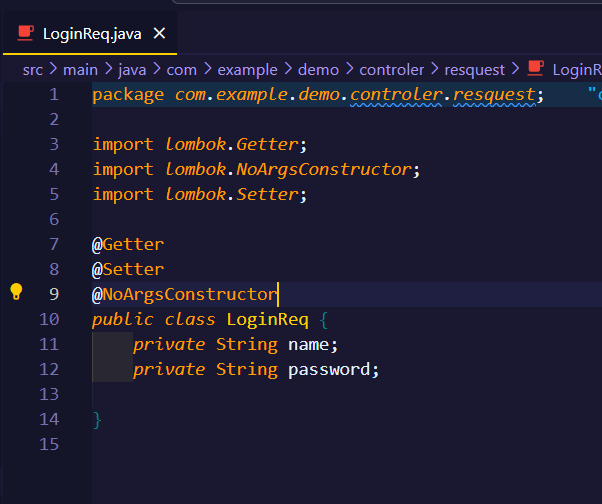 LoginReq.java ×
src > main > java > com > example > demo > controler > resquest > LoginR
1 package com.example.demo.controler.resquest; "c
2
3 import lombok.Getter;
4 import lombok.NoArgsConstructor;
5 import lombok.Setter;
6
7 @Getter
8 @Setter
9 @NoArgsConstructor
10 public class LoginReq {
11 private String name;
12 private String password;
13
14 }
15